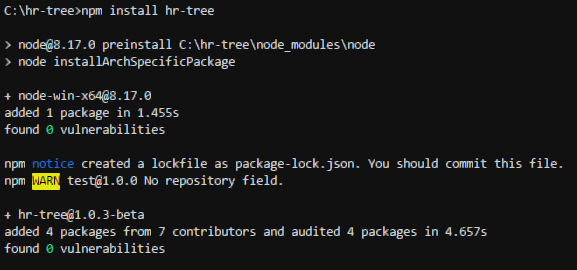 C:\hr-tree>npm install hr-tree
> node@8.17.0 preinstall C:\hr-tree\node_modules\node
> node installArchSpecificPackage
+ node-win-x64@8.17.0
added 1 package in 1.455s
found 0 vulnerabilities
npm notice created a lockfile as package-lock.json. You should commit this file.
npm WARN test@1.0.0 No repository field.
+ hr-tree@1.0.3-beta
added 4 packages from 7 contributors and audited 4 packages in 4.657s
found 0 vulnerabilities